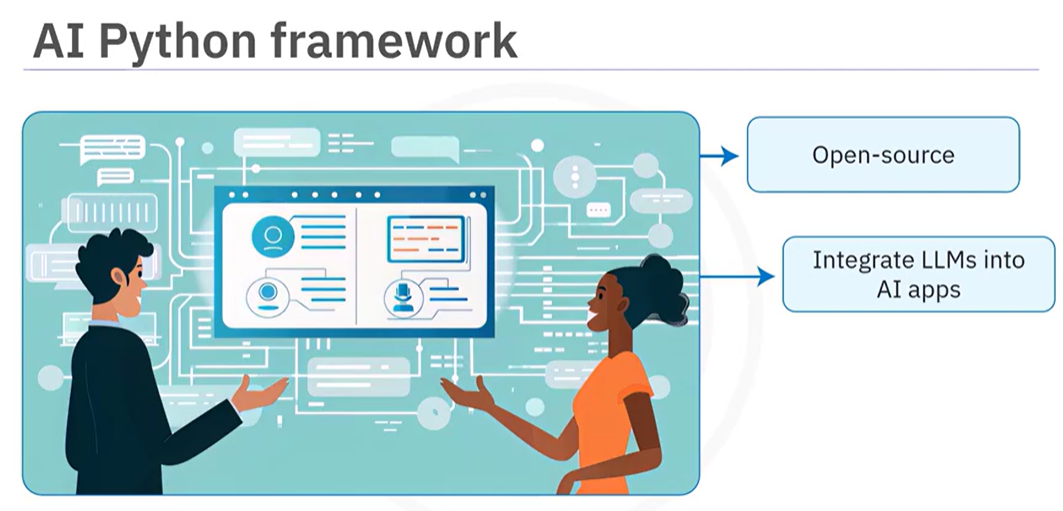 AI Python framework
Open-source
Integrate LLMs into
AI apps